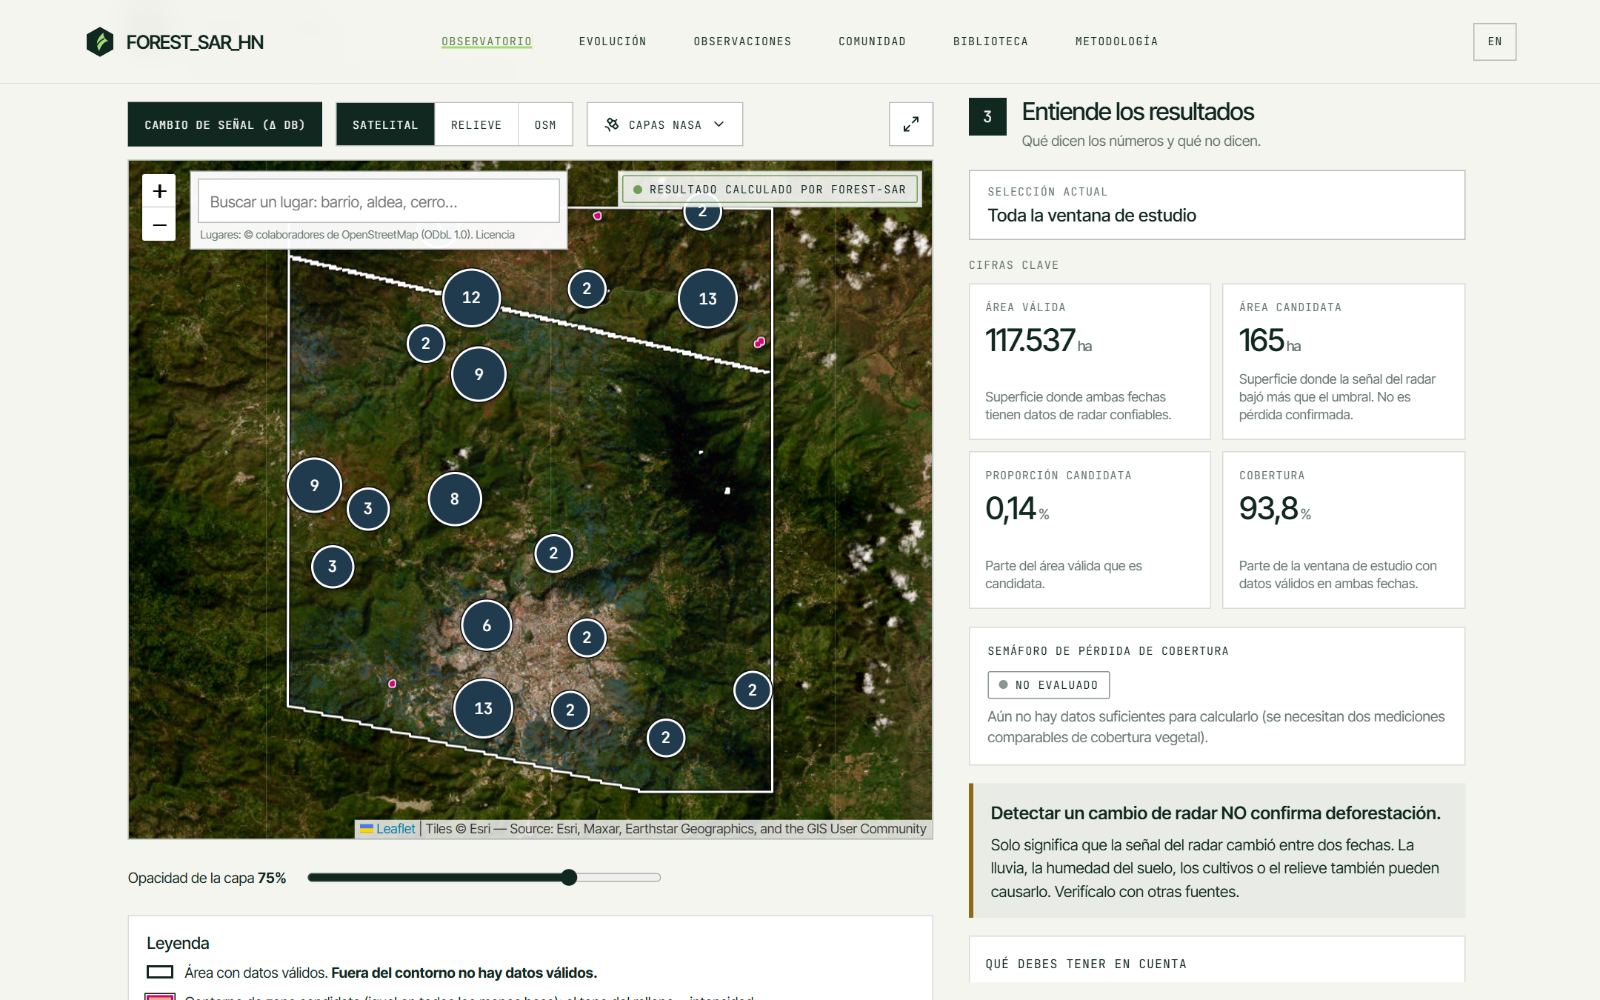 FOREST_SAR_HN
OBSERVATORIO
EVOLUCIÓN
OBSERVACIONES
COMUNIDAD
BIBLIOTECA
METODOLOGÍA
EN
CAMBIO DE SEÑAL (Δ DB)
SATELITAL
RELIEVE
OSM
CAPAS NASA
+
−
Buscar un lugar: barrio, aldea, cerro...
Lugares: © colaboradores de OpenStreetMap (ODbL 1.0). Licencia
RESULTADO CALCULADO POR FOREST-SAR
2
12
2
13
2
9
9
3
8
3
2
6
2
13
2
2
2
Leaflet | Tiles © Esri — Source: Esri, Maxar, Earthstar Geographics, and the GIS User Community
Opacidad de la capa 75%
Leyenda
Área con datos válidos. Fuera del contorno no hay datos válidos.
3
Entiende los resultados
Qué dicen los números y qué no dicen.
SELECCIÓN ACTUAL
Toda la ventana de estudio
CIFRAS CLAVE
ÁREA VÁLIDA
117.537 ha
Superficie donde ambas fechas
tienen datos de radar confiables.
ÁREA CANDIDATA
165 ha
Superficie donde la señal del radar
bajó más que el umbral. No es
pérdida confirmada.
PROPORCIÓN CANDIDATA
0,14 %
Parte del área válida que es
candidata.
COBERTURA
93,8 %
Parte de la ventana de estudio con
datos válidos en ambas fechas.
SEMÁFORO DE PÉRDIDA DE COBERTURA
NO EVALUADO
Aún no hay datos suficientes para calcularlo (se necesitan dos mediciones
comparables de cobertura vegetal).
Detectar un cambio de radar NO confirma deforestación.
Solo significa que la señal del radar cambió entre dos fechas. La
lluvia, la humedad del suelo, los cultivos o el relieve también pueden
causarlo. Verifícalo con otras fuentes.
QUÉ DEBES TENER EN CUENTA